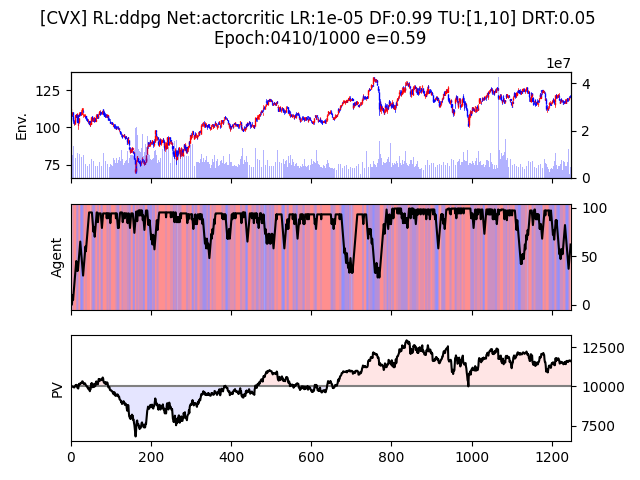 [CVX] RL:ddpg Net:actorcritic LR:1e-05 DF:0.99 TU:[1,10] DRT:0.05
Epoch:0410/1000 e=0.59
1e7
125
100
75
Env.
4
2
0
Agent
100
50
0
PV
12500
10000
7500
0 200 400 600 800 1000 1200